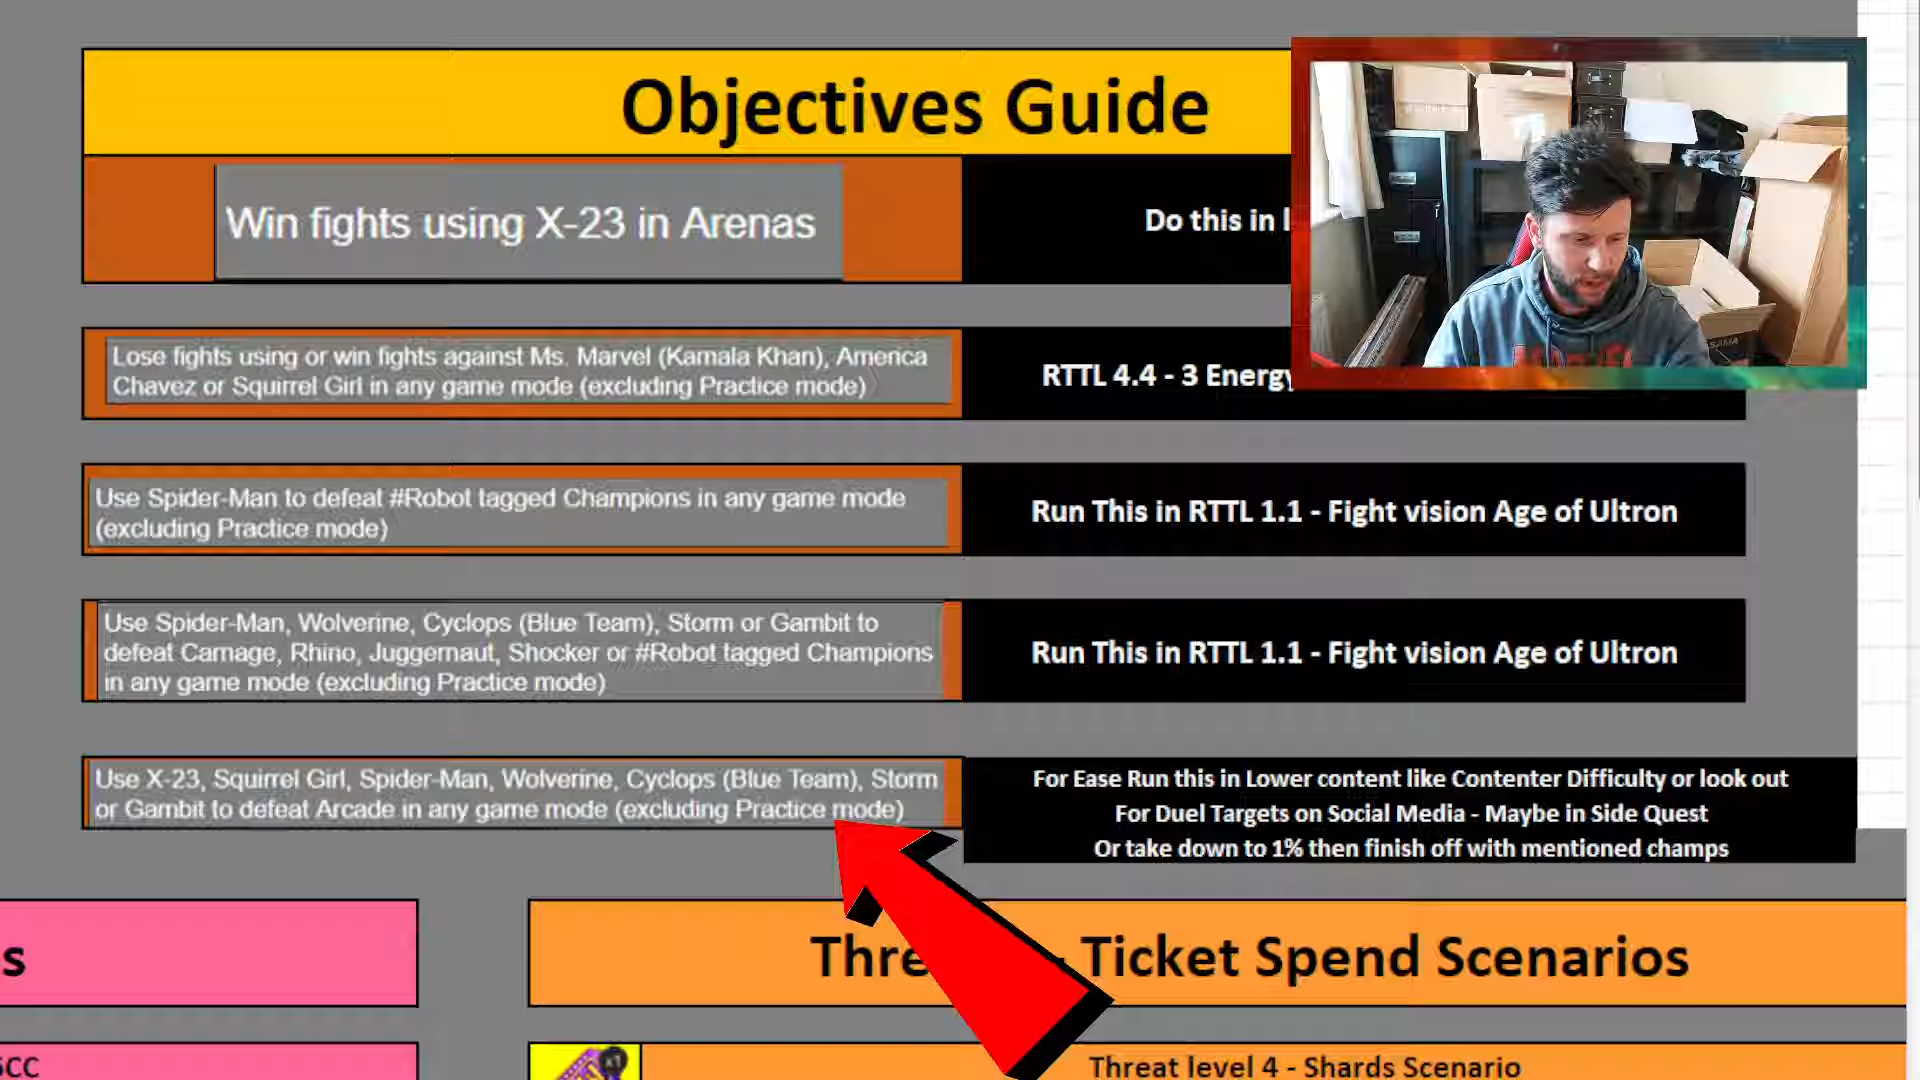 Objectives Guide
Win fights using X-23 in Arenas
Do this in
Lose fights using or win fights against Ms. Marvel (Kamala Khan), America
Chavez or Squirrel Girl in any game mode (excluding Practice mode)
RTTL 4.4 - 3 Energy
Use Spider-Man to defeat #Robot tagged Champions in any game mode
(excluding Practice mode)
Run This in RTTL 1.1 - Fight vision Age of Ultron
Use Spider-Man, Wolverine, Cyclops (Blue Team), Storm or Gambit to
defeat Carnage, Rhino, Juggernaut, Shocker or #Robot tagged Champions
in any game mode (excluding Practice mode)
Run This in RTTL 1.1 - Fight vision Age of Ultron
Use X-23, Squirrel Girl, Spider-Man, Wolverine, Cyclops (Blue Team), Storm
or Gambit to defeat Arcade in any game mode (excluding Practice mode)
For Ease Run this in Lower content like Contenter Difficulty or look out
For Duel Targets on Social Media - Maybe in Side Quest
Or take down to 1% then finish off with mentioned champs
s
Thre - Ticket Spend Scenarios
Threat level 4 - Shards Scenario